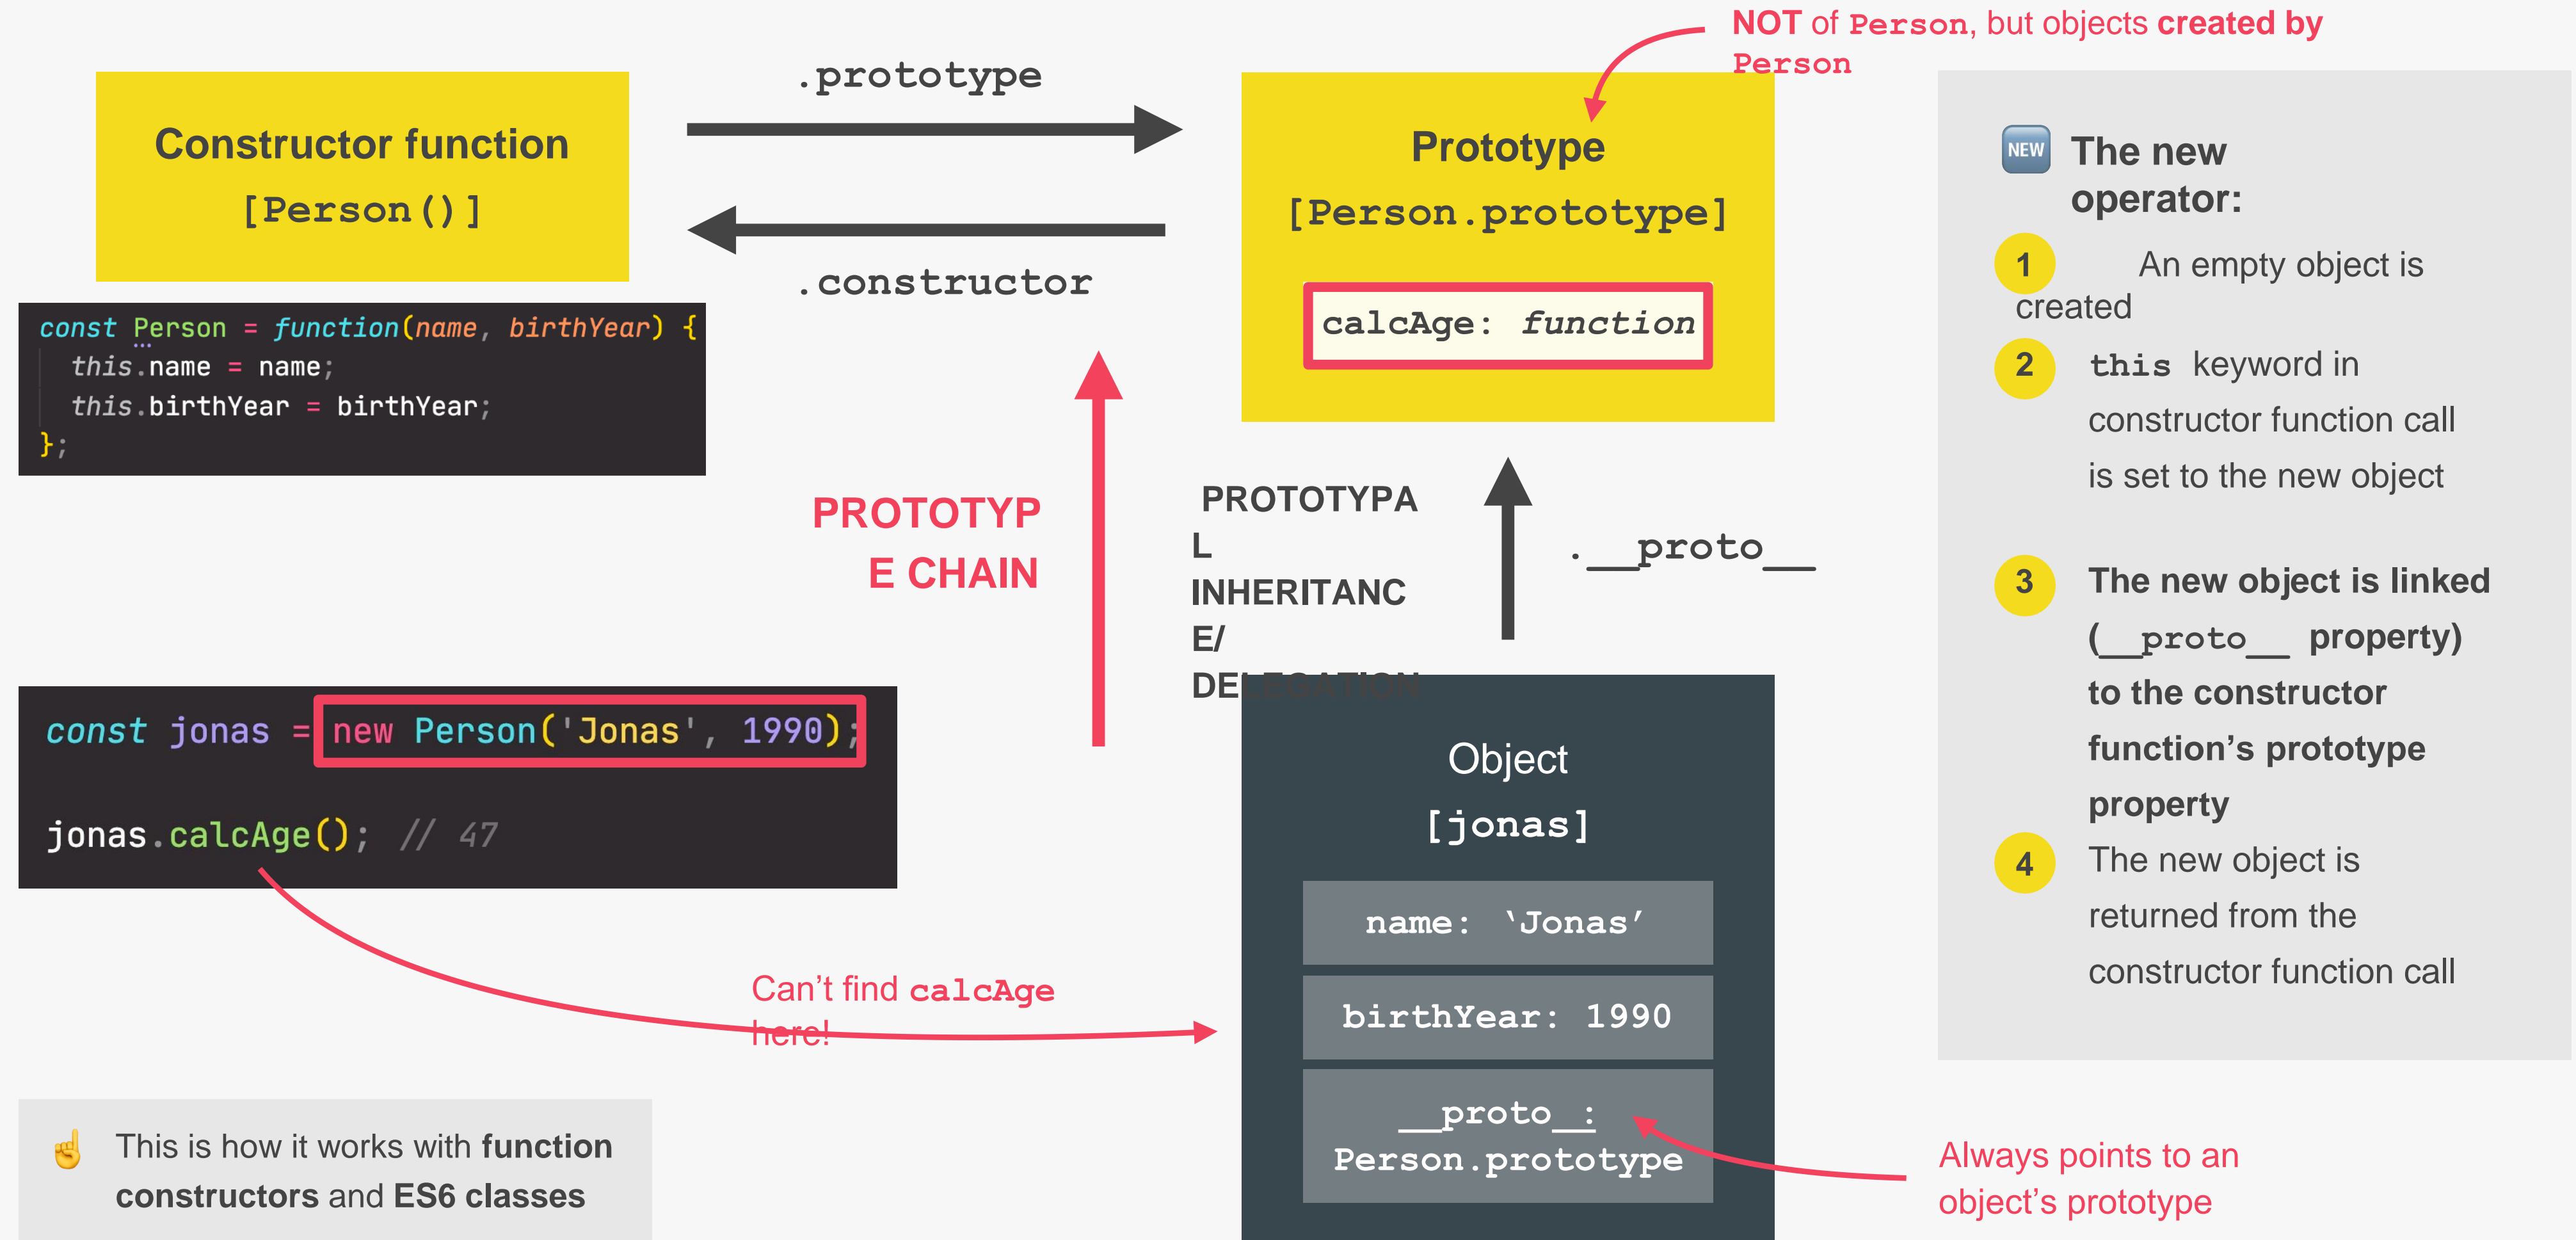 NOT of Person, but objects created by
Person
.prototype
Constructor function
[Person()]
Prototype
[Person.prototype]
calcAge: function
.constructor
const Person = function(name, birthYear) {
this.name = name;
this.birthYear = birthYear;
};
PROTOTYP
E CHAIN
PROTOTYPA
L
INHERITANC
E/
DELEGATION
.__proto__
const jonas = new Person('Jonas', 1990);
jonas.calcAge(); // 47
Can’t find calcAge
here!
Object
[jonas]
name: ‘Jonas’
birthYear: 1990
__proto_:
Person.prototype
Always points to an
object’s prototype
☝ This is how it works with function
constructors and ES6 classes
NEW The new
operator:
1 An empty object is
created
2 this keyword in
constructor function call
is set to the new object
3 The new object is linked
(__proto__ property)
to the constructor
function’s prototype
property
4 The new object is
returned from the
constructor function call